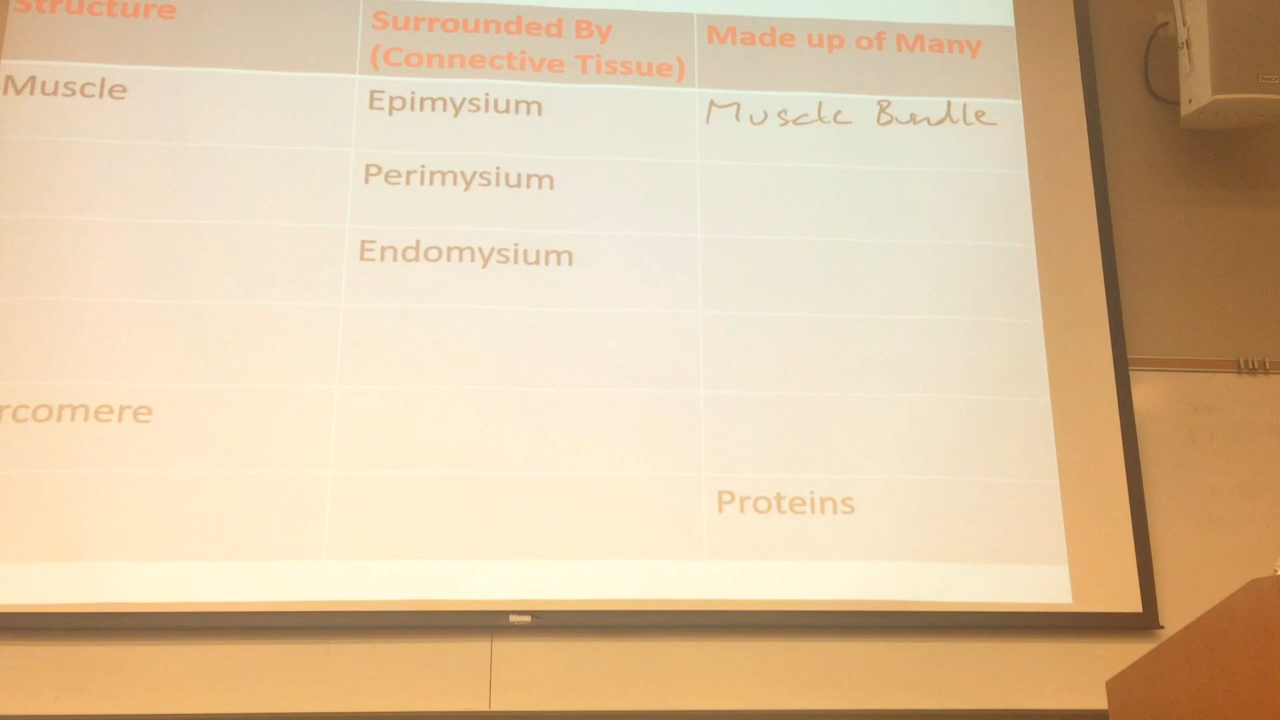 Structure
Surrounded By
(Connective Tissue)
Made up of Many
Muscle
Epimysium
Muscle Bundle
Perimysium
Endomysium
rcomere
Proteins